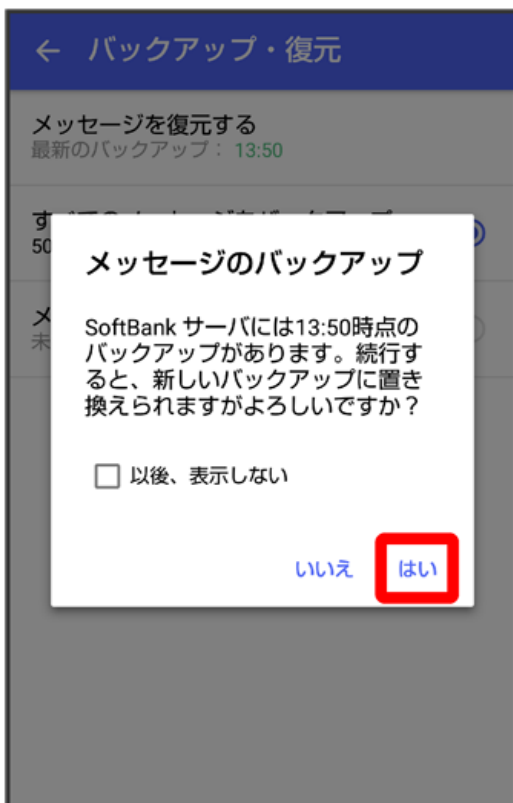 バックアップ・復元
メッセージを復元する
最新のバックアップ： 13:50
す
50
メッセージのバックアップ
SoftBank サーバには13:50時点の
バックアップがあります。続行す
ると、新しいバックアップに置き
換えられますがよろしいですか？
以後、表示しない
いいえ
はい
メ
未